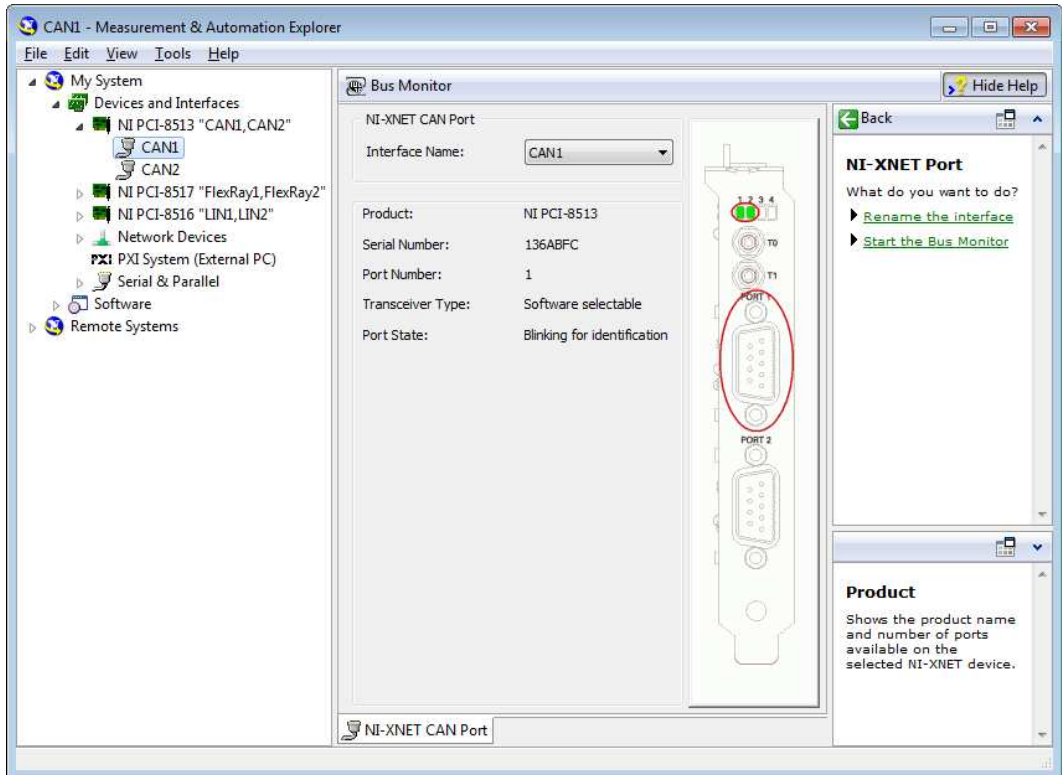 CAN1 - Measurement & Automation Explorer
File Edit View Tools Help
My System
Devices and Interfaces
NI PCI-8513 "CAN1,CAN2"
CAN1
CAN2
NI PCI-8517 "FlexRay1,FlexRay2"
NI PCI-8516 "LIN1,LIN2"
Network Devices
PXI PXI System (External PC)
Serial & Parallel
Software
Remote Systems
Bus Monitor
Hide Help
NI-XNET CAN Port
Interface Name: CAN1
Product: NI PCI-8513
Serial Number: 136ABFC
Port Number: 1
Transceiver Type: Software selectable
Port State: Blinking for identification
1 2 3 4
T0
T1
PORT 1
PORT 2
NI-XNET CAN Port
Back
NI-XNET Port
What do you want to do?
Rename the interface
Start the Bus Monitor
Product
Shows the product name
and number of ports
available on the
selected NI-XNET device.